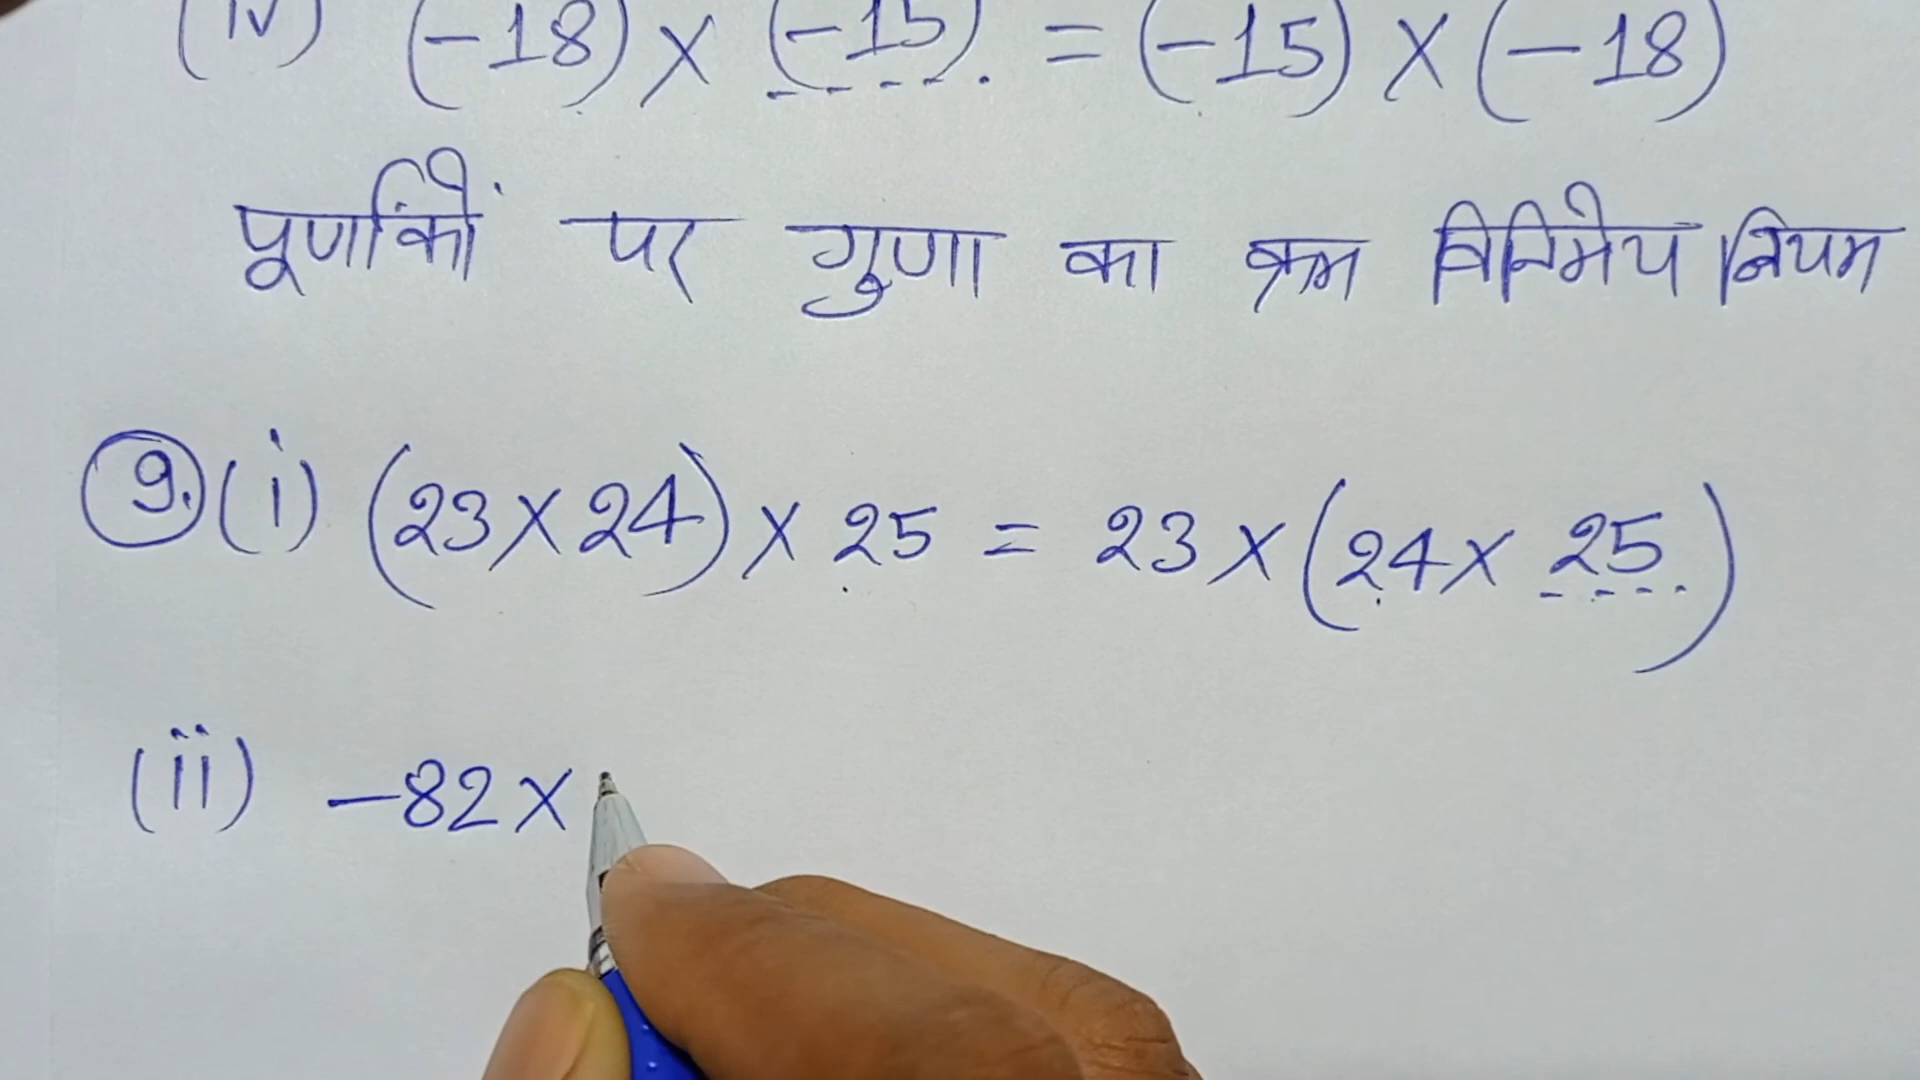 (iv) (-18) × (-15) = (-15) × (-18)
पूर्णांकों पर गुणा का क्रम विनिमेय नियम
9. (i) (23 × 24) × 25 = 23 × (24 × 25)
(ii) -82 ×